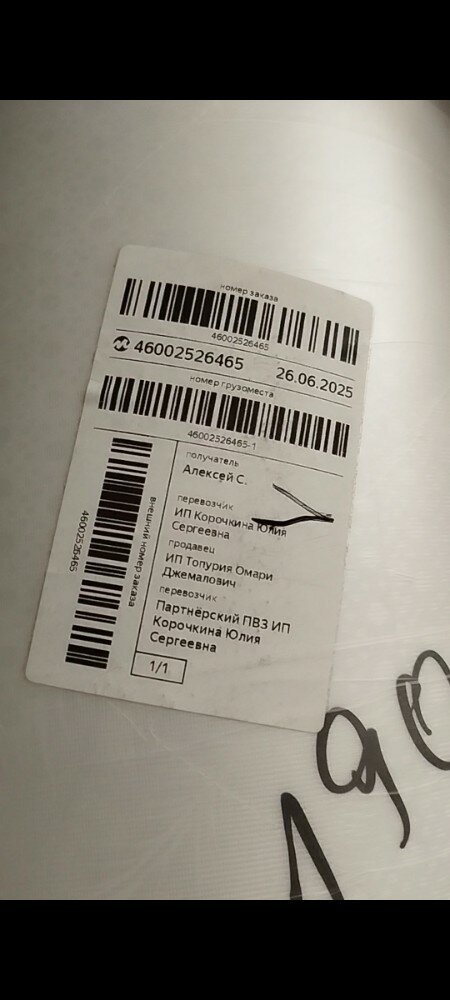 номер заказа
46002526465
46002526465 26.06.2025
номер грузоместа
46002526465-1
получатель
Алексей С.
перевозчик
ИП Корочкина Юлия
Сергеевна
продавец
ИП Топурия Омари
Джемалович
перевозчик
Партнёрский ПВЗ ИП
Корочкина Юлия
Сергеевна
1/1
внешний номер заказа
46002526465
190